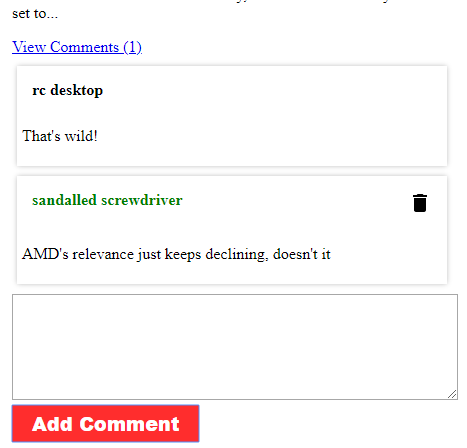 set to...
View Comments (1)
rc desktop
That's wild!
sandalled screwdriver
AMD's relevance just keeps declining, doesn't it
Add Comment